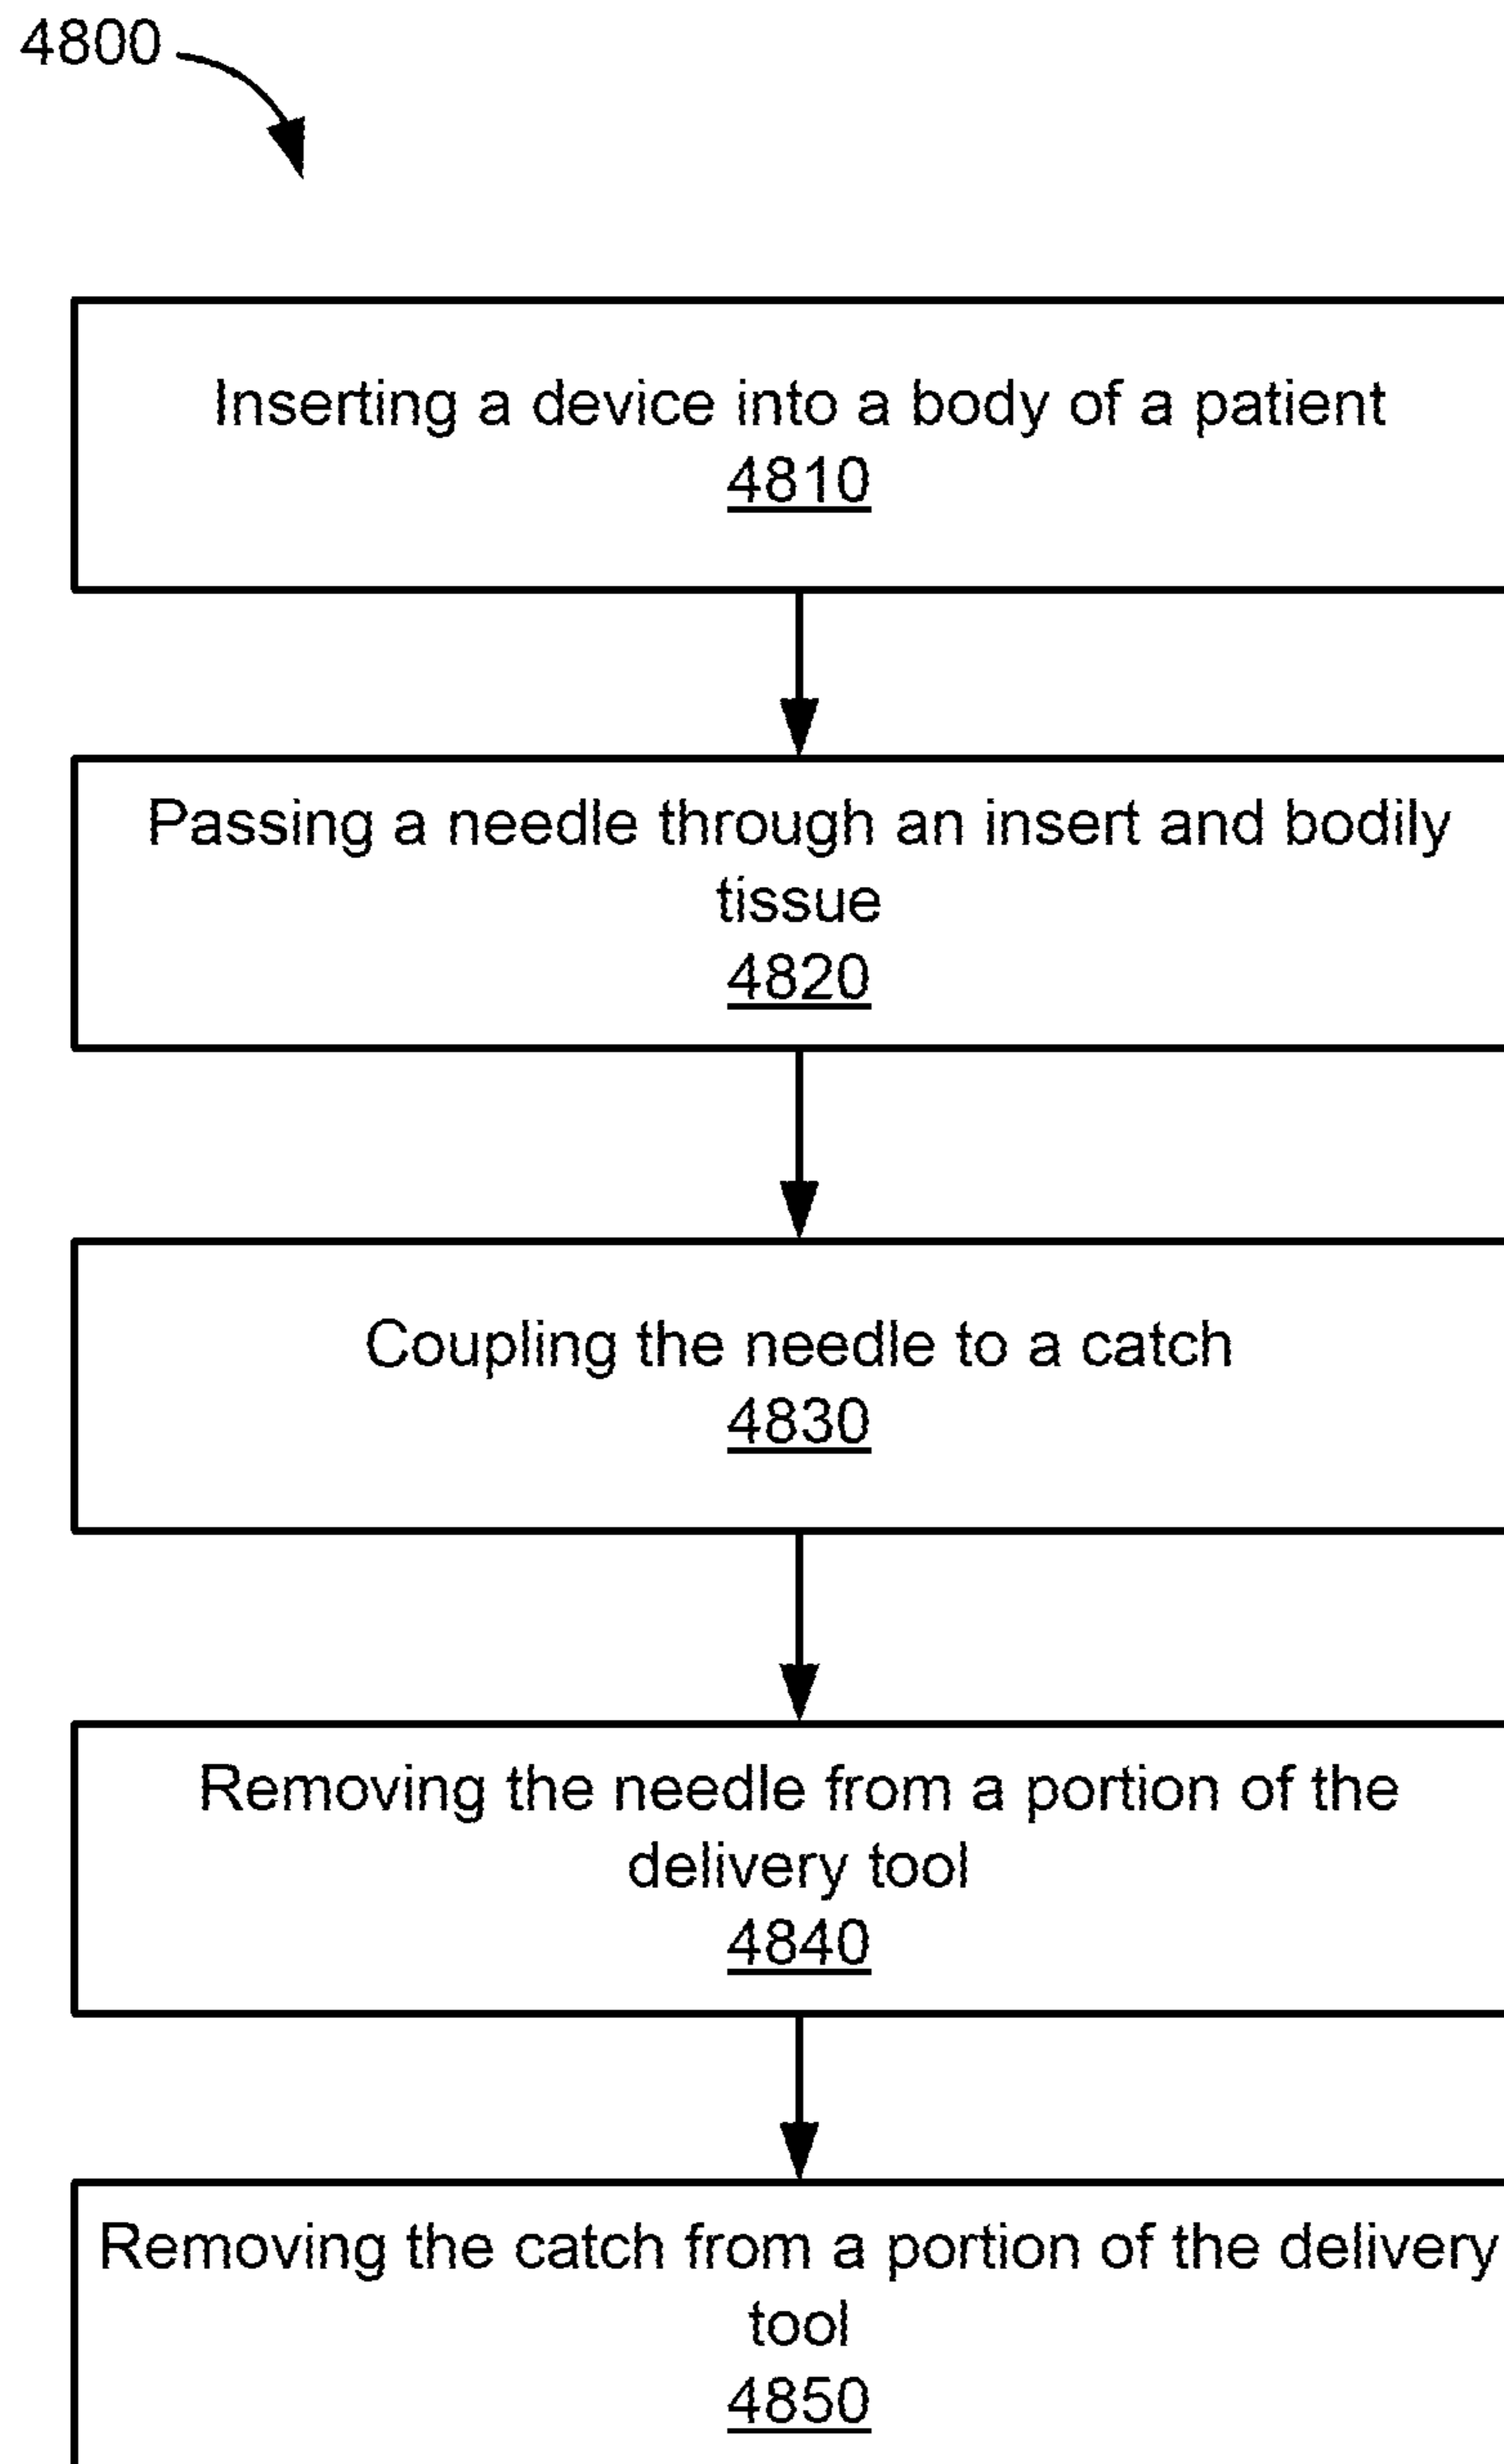 4800
Inserting a device into a body of a patient
4810
Passing a needle through an insert and bodily
tissue
4820
Coupling the needle to a catch
4830
Removing the needle from a portion of the
delivery tool
4840
Removing the catch from a portion of the delivery
tool
4850